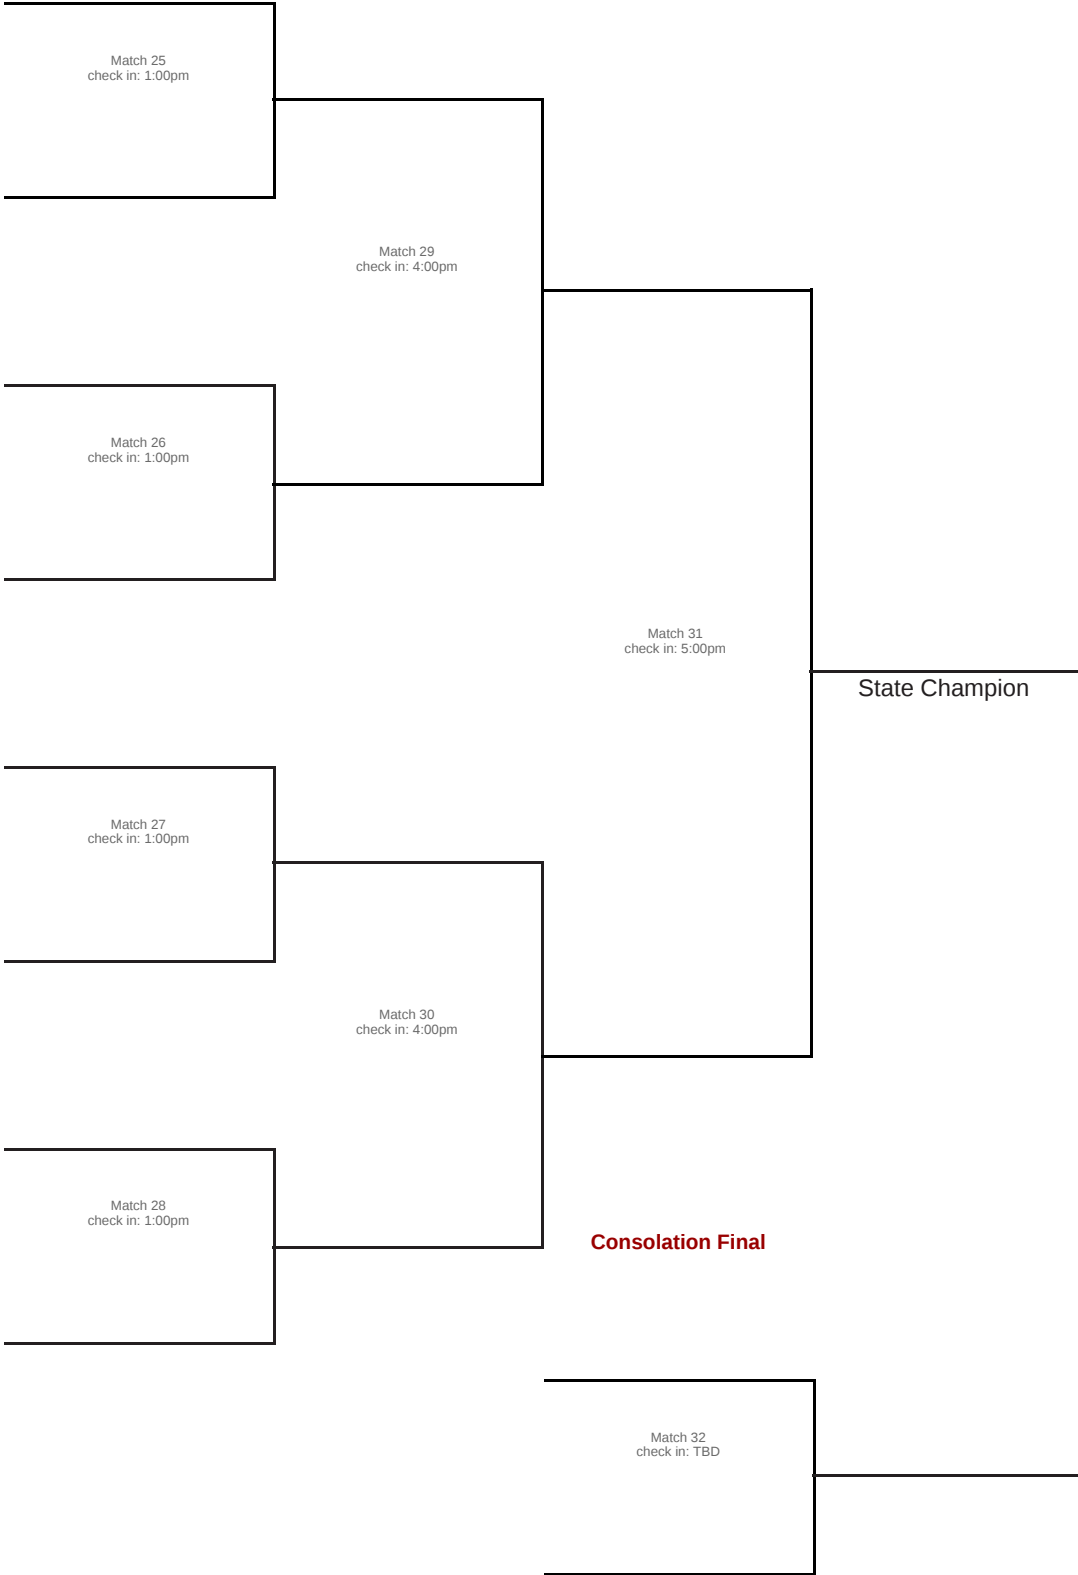 Match 25
check in: 1:00pm
Match 29
check in: 4:00pm
Match 26
check in: 1:00pm
Match 31
check in: 5:00pm
State Champion
Match 27
check in: 1:00pm
Match 30
check in: 4:00pm
Match 28
check in: 1:00pm
Consolation Final
Match 32
check in: TBD